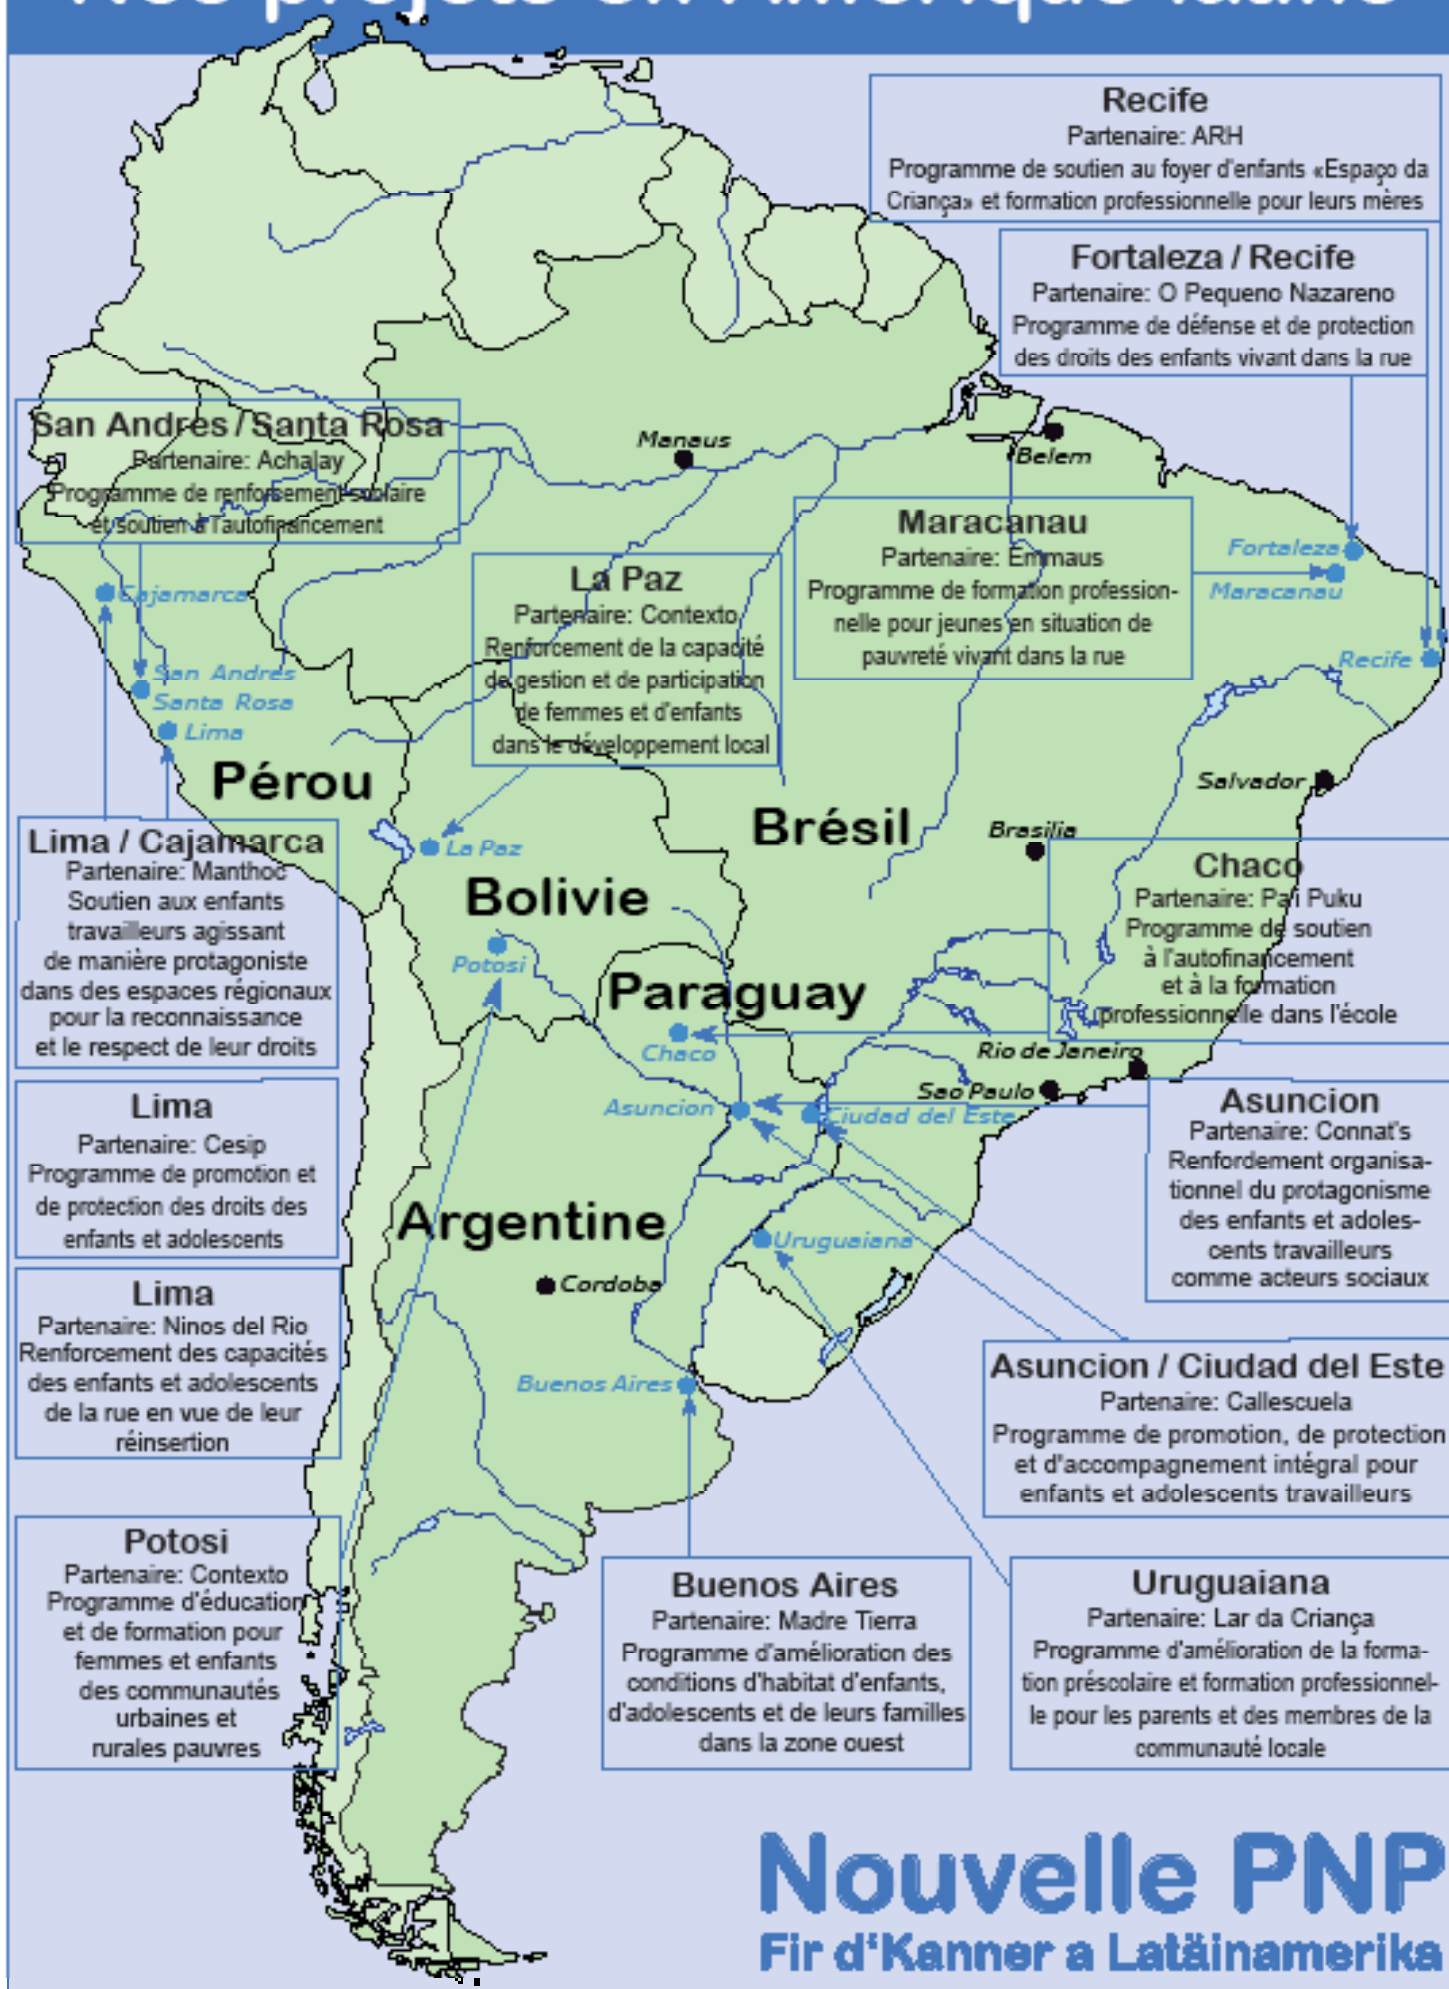 Nos projets en Amérique latine
Recife
Partenaire: ARH
Programme de soutien au foyer d'enfants «Espaço da
Criança» et formation professionnelle pour leurs mères
Fortaleza / Recife
Partenaire: O Pequeno Nazareno
Programme de défense et de protection
des droits des enfants vivant dans la rue
San Andres / Santa Rosa
Partenaire: Achalay
Programme de renforcement scolaire
et soutien à l'autofinancement
Manaus
Belem
Maracanau
Partenaire: Emmaus
Programme de formation profession-
nelle pour jeunes en situation de
pauvreté vivant dans la rue
Fortaleza
Maracanau
Recife
La Paz
Partenaire: Contexto
Renforcement de la capacité
de gestion et de participation
de femmes et d'enfants
dans le développement local
Cajamarca
San Andres
Santa Rosa
Lima
Pérou
Salvador
Brésil
Brasilia
Lima / Cajamarca
Partenaire: Manthoc
Soutien aux enfants
travailleurs agissant
de manière protagoniste
dans des espaces régionaux
pour la reconnaissance
et le respect de leur droits
La Paz
Bolivie
Potosi
Chaco
Partenaire: Pa'i Puku
Programme de soutien
à l'autofinancement
et à la formation
professionnelle dans l'école
Paraguay
Chaco
Rio de Janeiro
Sao Paulo
Asuncion
Ciudad del Este
Lima
Partenaire: Cesip
Programme de promotion et
de protection des droits des
enfants et adolescents
Asuncion
Partenaire: Connat's
Renfordement organisa-
tionnel du protagonisme
des enfants et adoles-
cents travailleurs
comme acteurs sociaux
Argentine
Uruguaiana
Cordoba
Lima
Partenaire: Ninos del Rio
Renforcement des capacités
des enfants et adolescents
de la rue en vue de leur
réinsertion
Buenos Aires
Asuncion / Ciudad del Este
Partenaire: Callescuela
Programme de promotion, de protection
et d'accompagnement intégral pour
enfants et adolescents travailleurs
Potosi
Partenaire: Contexto
Programme d'éducation
et de formation pour
femmes et enfants
des communautés
urbaines et
rurales pauvres
Buenos Aires
Partenaire: Madre Tierra
Programme d'amélioration des
conditions d'habitat d'enfants,
d'adolescents et de leurs familles
dans la zone ouest
Uruguaiana
Partenaire: Lar da Criança
Programme d'amélioration de la forma-
tion préscolaire et formation professionnel-
le pour les parents et des membres de la
communauté locale
Nouvelle PNP
Fir d'Kanner a Latäinamerika